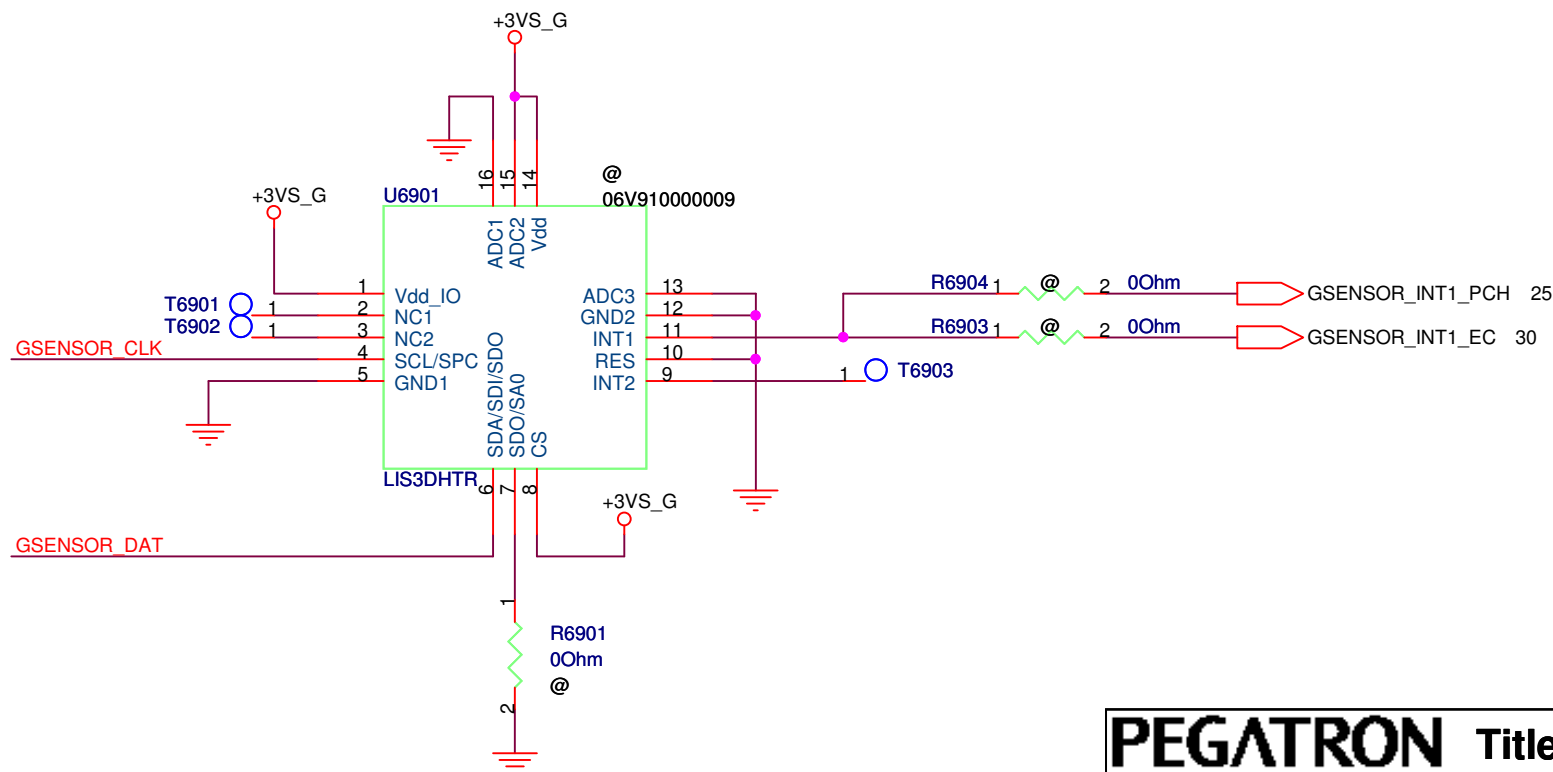 +3VS_G
@
06V910000009
U6901
16
15
14
ADC1
ADC2
Vdd
+3VS_G
1
Vdd_IO
T6901
1
2
NC1
T6902
1
3
NC2
GSENSOR_CLK
4
SCL/SPC
5
GND1
ADC3
13
GND2
12
INT1
11
RES
10
INT2
9
SDA/SDI/SDO
SDO/SA0
CS
LIS3DHTR
6
7
8
R6904
1
@
2
0Ohm
GSENSOR_INT1_PCH 25
R6903
1
@
2
0Ohm
GSENSOR_INT1_EC 30
1
T6903
+3VS_G
GSENSOR_DAT
1
R6901
0Ohm
@
2
PEGATRON Title